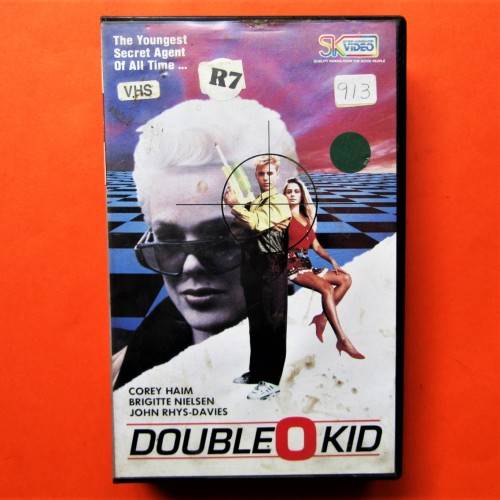 The Youngest
Secret Agent
Of All Time ...
VHS
R7
SK VIDEO
913
COREY HAIM
BRIGITTE NIELSEN
JOHN RHYS-DAVIES
DOUBLE O KID